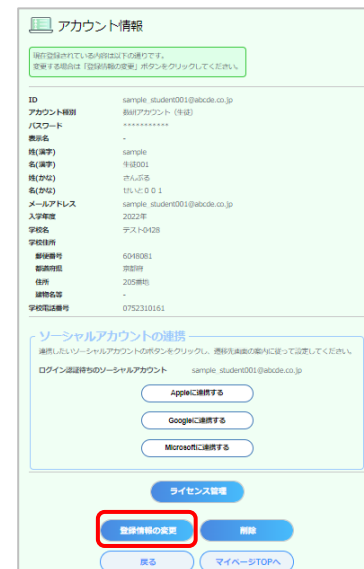 アカウント情報
現在登録されている内容は以下の通りです。
変更する場合は「登録情報の変更」ボタンをクリックしてください。
ID sample_student001@abcde.co.jp
アカウント種別 教研アカウント（生徒）
パスワード ***********
表示名 -
姓(漢字) sample
名(漢字) 生徒001
姓(かな) さんぷる
名(かな) せいと００１
メールアドレス sample_student001@abcde.co.jp
入学年度 2022年
学校名 テスト0428
学校住所
郵便番号 6048081
都道府県 京都府
住所 205番地
建物名等 -
学校電話番号 0752310161
ソーシャルアカウントの連携
連携したいソーシャルアカウントのボタンをクリックし、遷移先画面の案内に従って設定してください。
ログイン認証待ちのソーシャルアカウント sample_student001@abcde.co.jp
Appleに連携する
Googleに連携する
Microsoftに連携する
ライセンス管理
登録情報の変更 削除
戻る マイページTOPへ